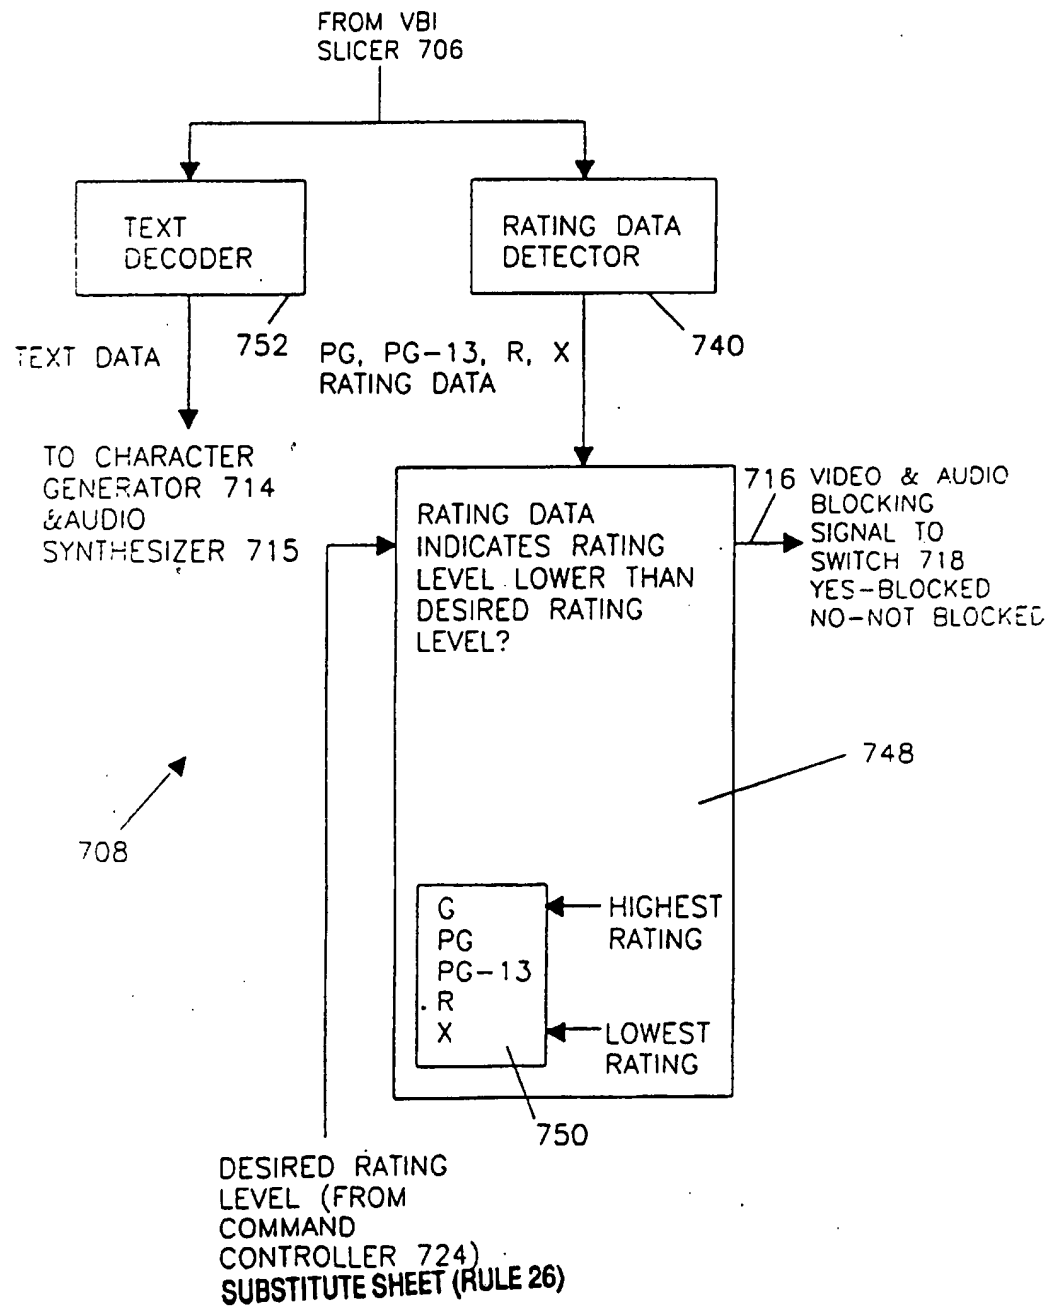 FROM VBI
SLICER 706
TEXT
DECODER
RATING DATA
DETECTOR
752
740
TEXT DATA
PG, PG-13, R, X
RATING DATA
TO CHARACTER
GENERATOR 714
&AUDIO
SYNTHESIZER 715
RATING DATA
INDICATES RATING
LEVEL LOWER THAN
DESIRED RATING
LEVEL?
716
VIDEO & AUDIO
BLOCKING
SIGNAL TO
SWITCH 718
YES-BLOCKED
NO-NOT BLOCKED
748
708
G
PG
PG-13
R
X
HIGHEST
RATING
LOWEST
RATING
750
DESIRED RATING
LEVEL (FROM
COMMAND
CONTROLLER 724)
SUBSTITUTE SHEET (RULE 26)